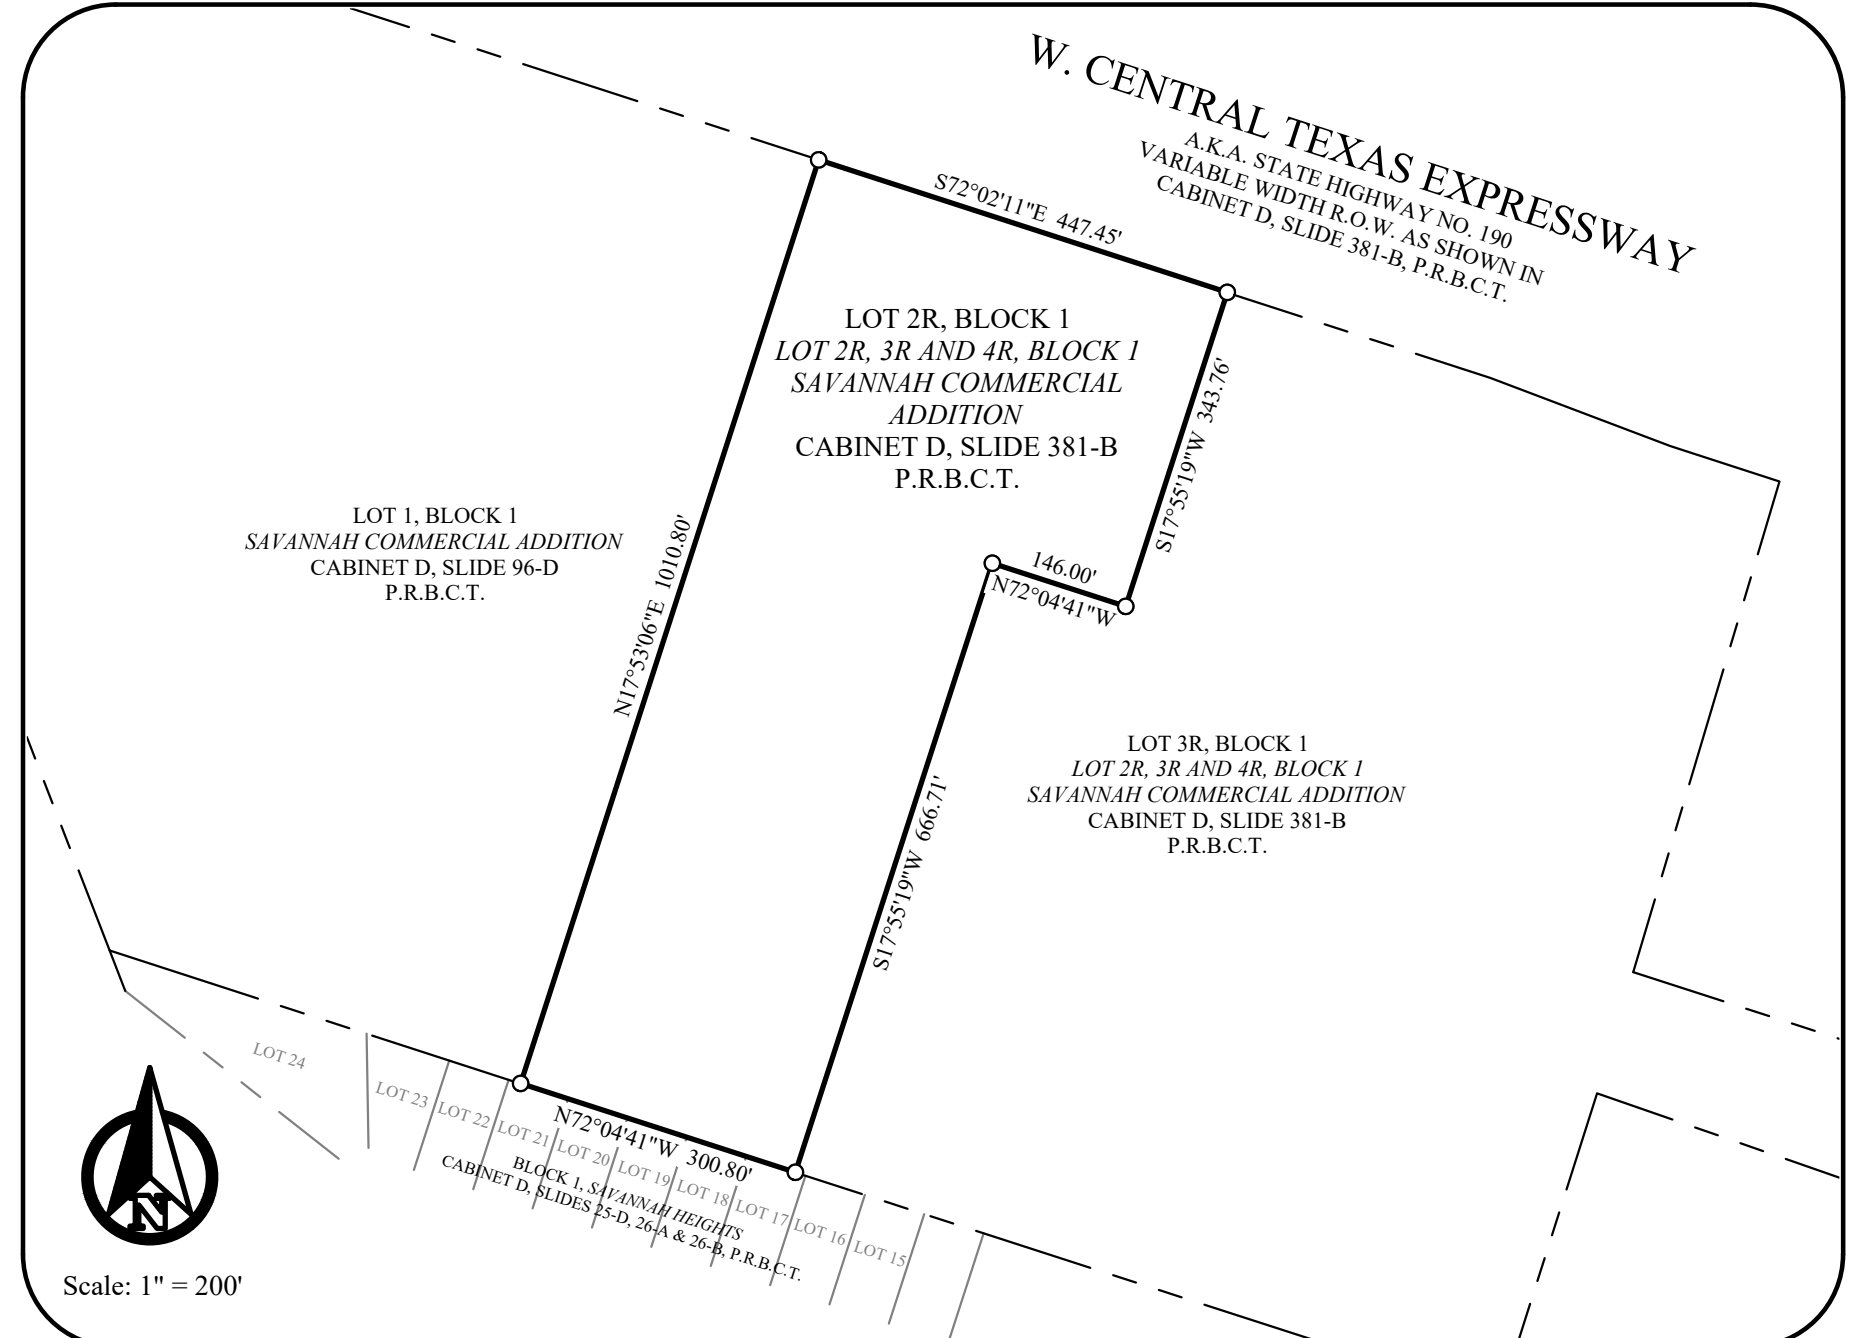 W. CENTRAL TEXAS EXPRESSWAY
A.K.A. STATE HIGHWAY NO. 190
VARIABLE WIDTH R.O.W. AS SHOWN IN
CABINET D, SLIDE 381-B, P.R.B.C.T.
S72°02'11"E 447.45'
LOT 2R, BLOCK 1
LOT 2R, 3R AND 4R, BLOCK 1
SAVANNAH COMMERCIAL
ADDITION
CABINET D, SLIDE 381-B
P.R.B.C.T.
S17°55'19"W 343.76'
LOT 1, BLOCK 1
SAVANNAH COMMERCIAL ADDITION
CABINET D, SLIDE 96-D
P.R.B.C.T.
N17°53'06"E 1010.80'
146.00'
N72°04'41"W
LOT 3R, BLOCK 1
LOT 2R, 3R AND 4R, BLOCK 1
SAVANNAH COMMERCIAL ADDITION
CABINET D, SLIDE 381-B
P.R.B.C.T.
S17°55'19"W 666.71'
LOT 24
LOT 23
LOT 22
LOT 21
LOT 20
LOT 19
LOT 18
LOT 17
LOT 16
LOT 15
N72°04'41"W 300.80'
BLOCK 1, SAVANNAH HEIGHTS
CABINET D, SLIDES 25-D, 26-A & 26-B, P.R.B.C.T.
N
Scale: 1" = 200'